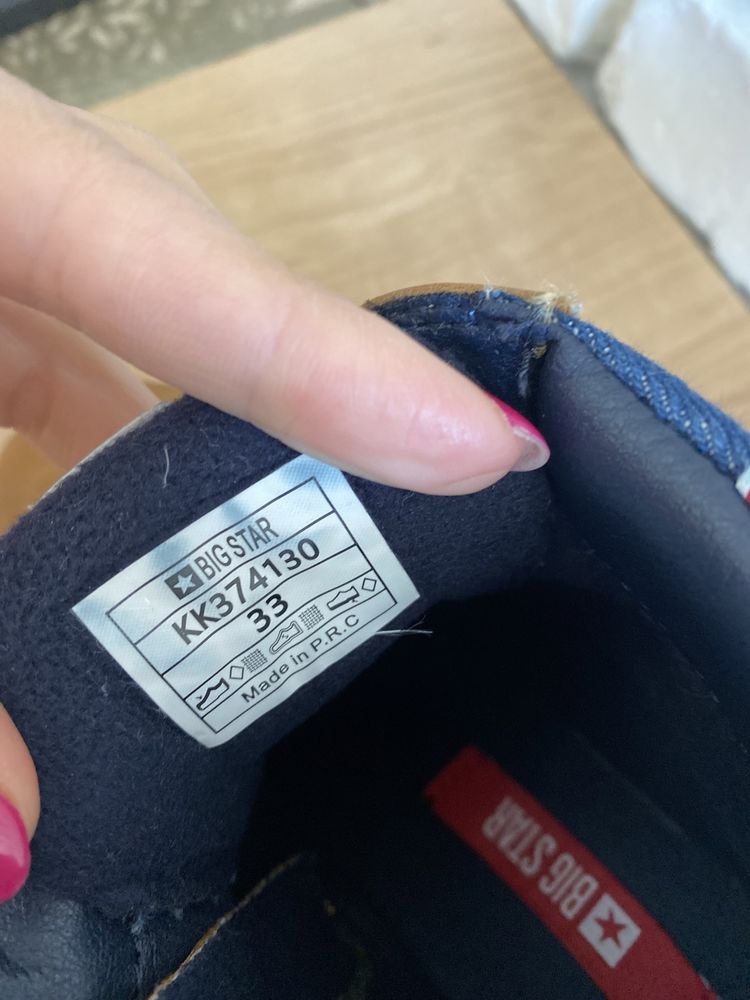 BIG STAR
KK374130
33
Made in P.R.C
BIG STAR